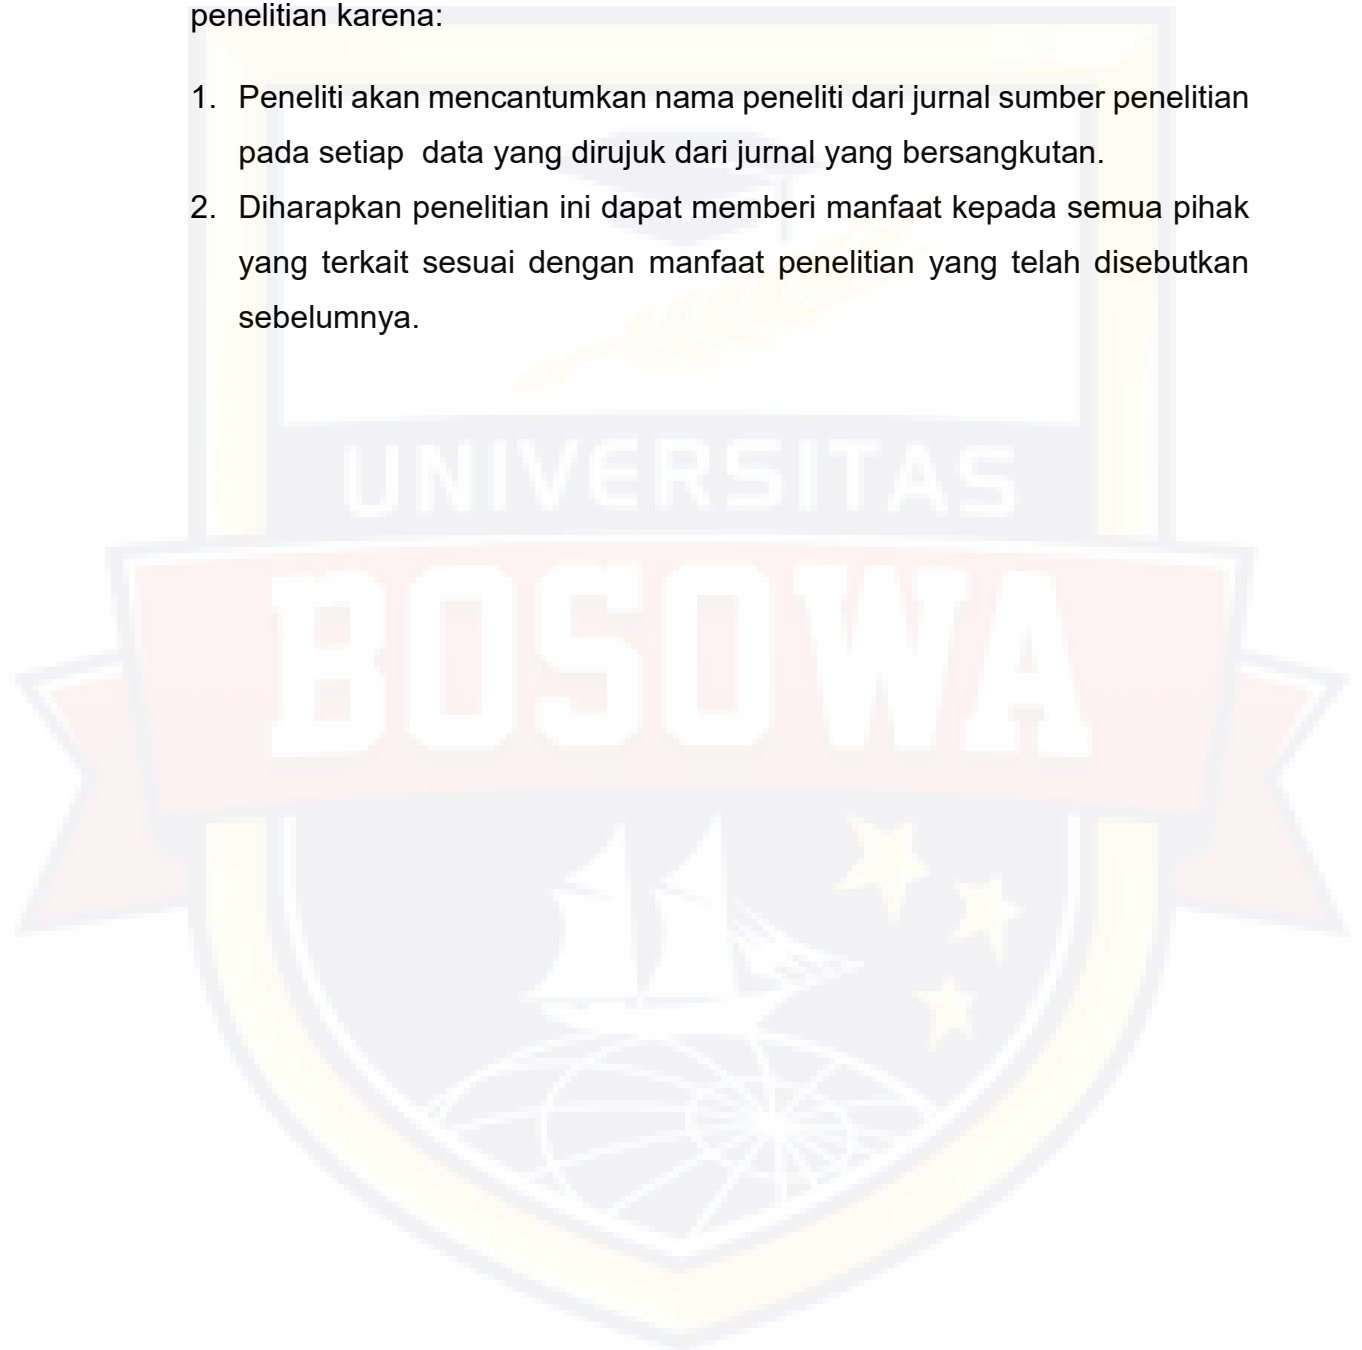 penelitian karena:
1. Peneliti akan mencantumkan nama peneliti dari jurnal sumber penelitian
pada setiap  data yang dirujuk dari jurnal yang bersangkutan.
2. Diharapkan penelitian ini dapat memberi manfaat kepada semua pihak
yang terkait sesuai dengan manfaat penelitian yang telah disebutkan
sebelumnya.
UNIVERSITAS
BOSOWA